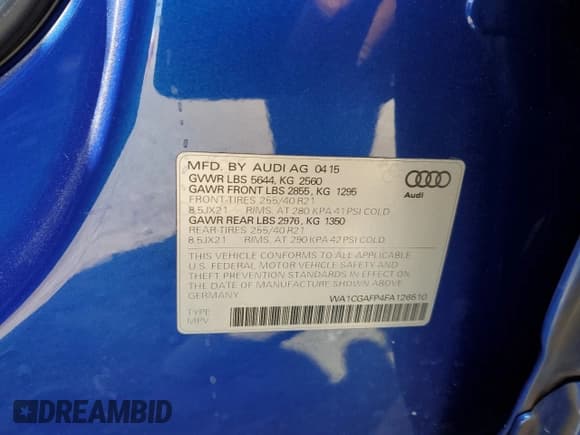 MFD. BY AUDI AG 04 15
GVWR LBS 5644, KG 2560
GAWR FRONT LBS 2855, KG 1295
FRONT-TIRES 255/40 R21
8.5JX21 RIMS, AT 280 KPA 41 PSI COLD
GAWR REAR LBS 2976, KG 1350
REAR-TIRES 255/40 R21
8.5JX21 RIMS, AT 290 KPA 42 PSI COLD
THIS VEHICLE CONFORMS TO ALL APPLICABLE
U.S. FEDERAL MOTOR VEHICLE SAFETY AND
THEFT PREVENTION STANDARDS IN EFFECT ON
THE DATE OF MANUFACTURE SHOWN ABOVE.
GERMANY
WA1CGAFP4FA126510
TYPE:
MPV
Audi
DREAMBID